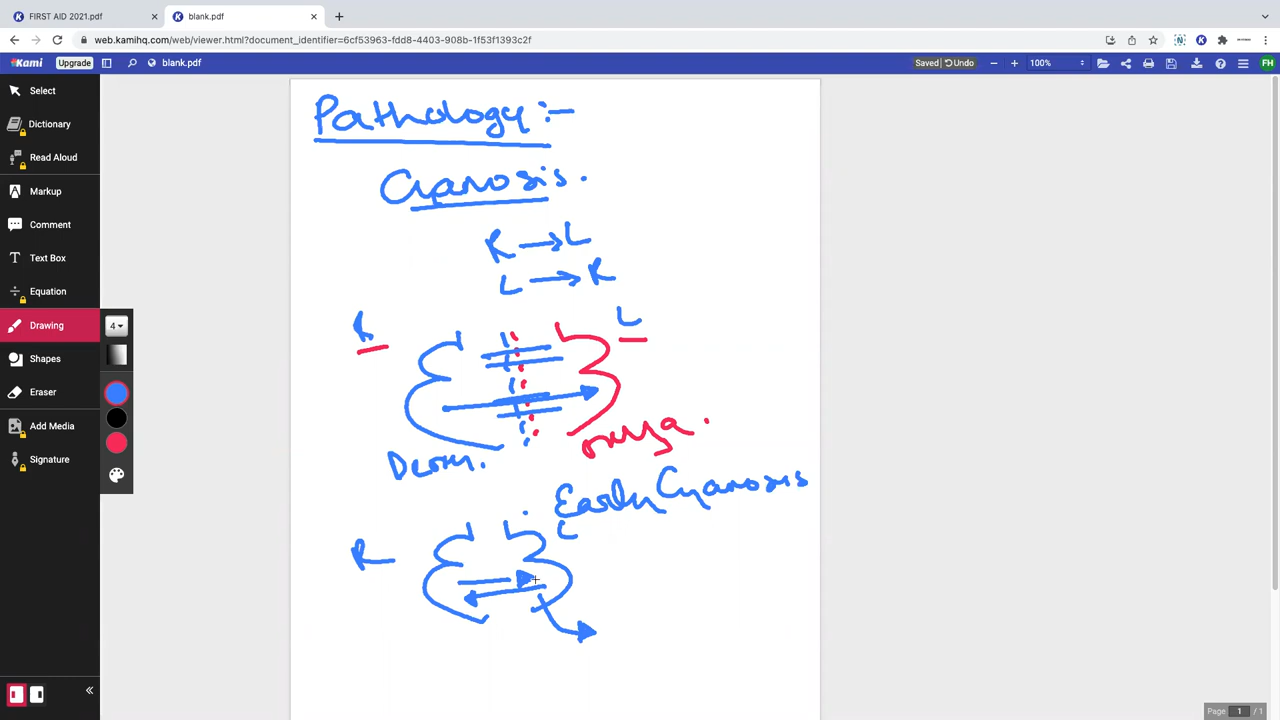 FIRST AID 2021.pdf
blank.pdf
web.kamihq.com/web/viewer.html?document_identifier=6cf53963-fdd8-4403-908b-1f53f1393c2f
Kami Upgrade blank.pdf Saved Undo 100% FH
Select
Dictionary
Read Aloud
Markup
Comment
Text Box
Equation
Drawing
Shapes
Eraser
Add Media
Signature
4
Pathology:-
Cyanosis.
R → L
L → R
R L
Early Cyanosis
R L
Page 1 / 1